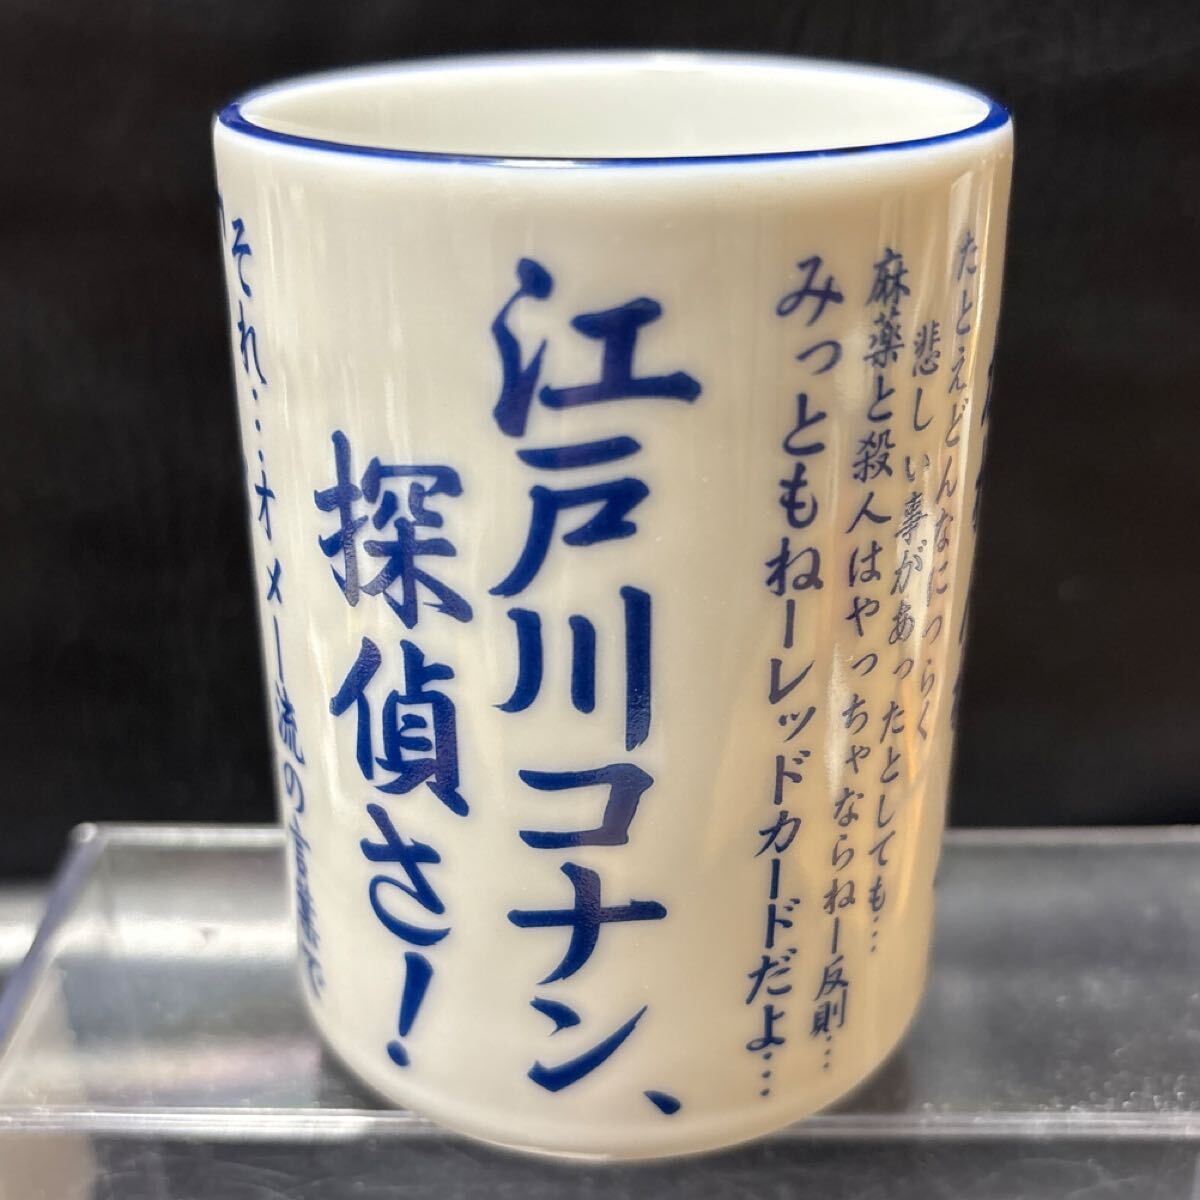 たとえどんなにつらく
悲しい事があったとしても…
麻薬と殺人はやっちゃならねー反則…
みっともねーレッドカードだよ…
江戸川コナン、
探偵さ!
それ…オメー流の言葉で